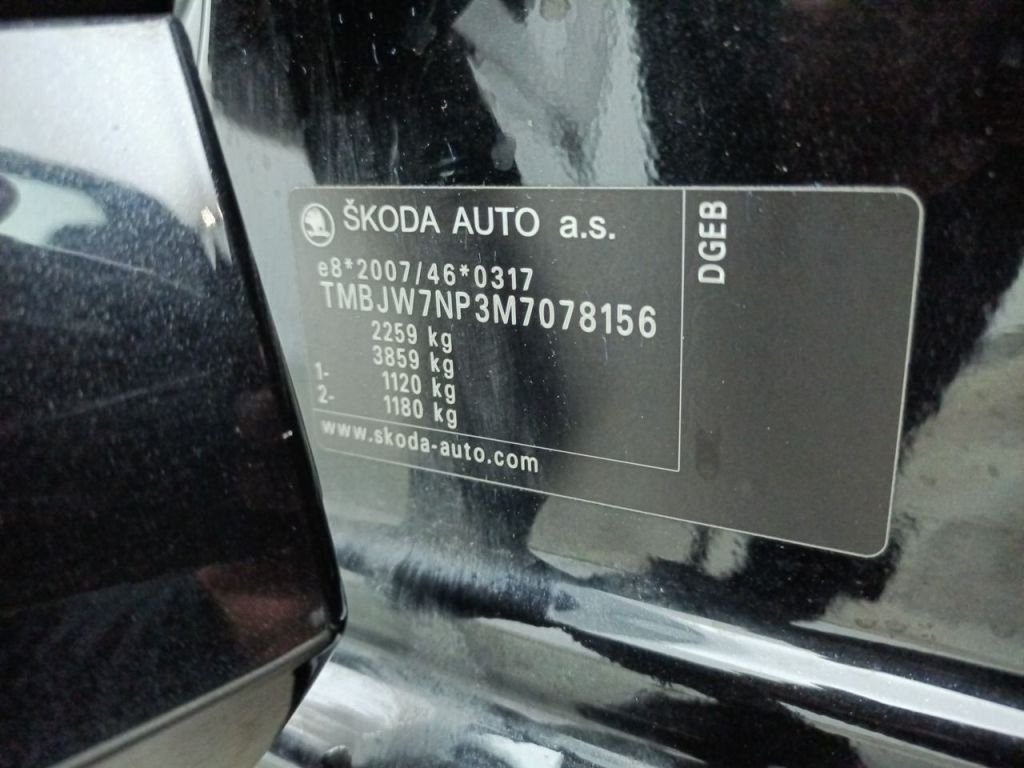 ŠKODA AUTO a.s.
e8*2007/46*0317
TMBJW7NP3M7078156
2259 kg
3859 kg
1- 1120 kg
2- 1180 kg
www.skoda-auto.com
DGEB